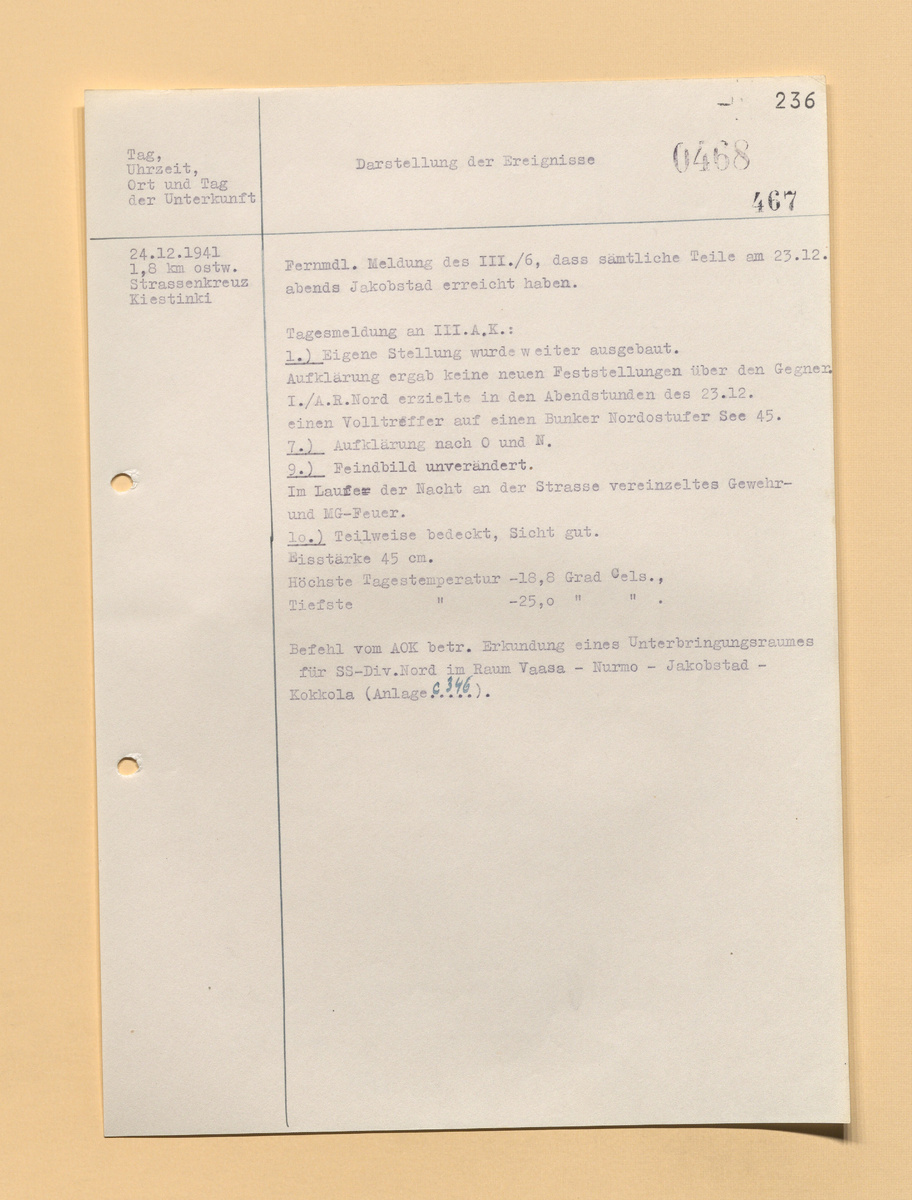 236
Tag,
Uhrzeit,
Ort und Tag
der Unterkunft
Darstellung der Ereignisse
0468
467
24.12.1941
1,8 km ostw.
Strassenkreuz
Kiestinki
Fernmdl. Meldung des III./6, dass sämtliche Teile am 23.12.
abends Jakobstad erreicht haben.
Tagesmeldung an III.A.K.:
1.) Eigene Stellung wurde weiter ausgebaut.
Aufklärung ergab keine neuen Feststellungen über den Gegner.
I./A.R.Nord erzielte in den Abendstunden des 23.12.
einen Volltreffer auf einen Bunker Nordostufer See 45.
7.) Aufklärung nach O und N.
9.) Feindbild unverändert.
Im Laufe der Nacht an der Strasse vereinzeltes Gewehr-
und MG-Feuer.
1o.) Teilweise bedeckt, Sicht gut.
Eisstärke 45 cm.
Höchste Tagestemperatur -18,8 Grad Cels.,
Tiefste " -25,o " " .
Befehl vom AOK betr. Erkundung eines Unterbringungsraumes
für SS-Div.Nord im Raum Vaasa - Nurmo - Jakobstad -
Kokkola (Anlage C 346).